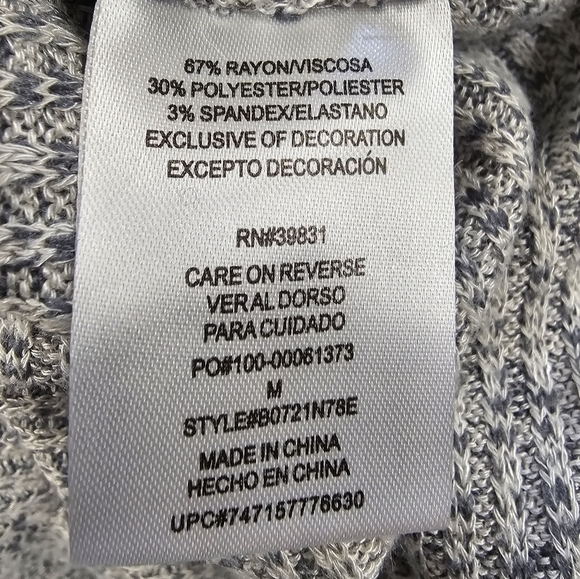 67% RAYON/VISCOSA
30% POLYESTER/POLIESTER
3% SPANDEX/ELASTANO
EXCLUSIVE OF DECORATION
EXCEPTO DECORACIÓN
RN#39831
CARE ON REVERSE
VER AL DORSO
PARA CUIDADO
PO#100-00061373
M
STYLE#B0721N78E
MADE IN CHINA
HECHO EN CHINA
UPC#747157776630